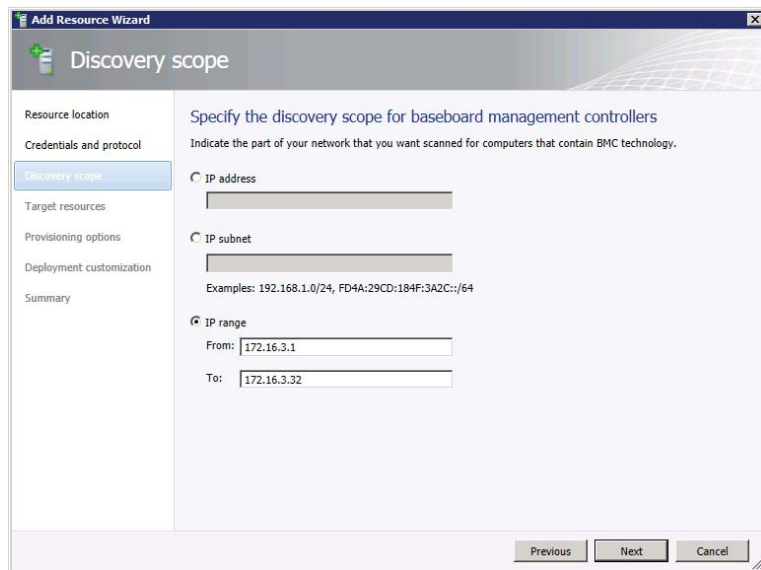 Add Resource Wizard
Discovery scope
Resource location
Credentials and protocol
Discovery scope
Target resources
Provisioning options
Deployment customization
Summary
Specify the discovery scope for baseboard management controllers
Indicate the part of your network that you want scanned for computers that contain BMC technology.
IP address
IP subnet
Examples: 192.168.1.0/24, FD4A:29CD:184F:3A2C::/64
IP range
From: 172.16.3.1
To: 172.16.3.32
Previous Next Cancel